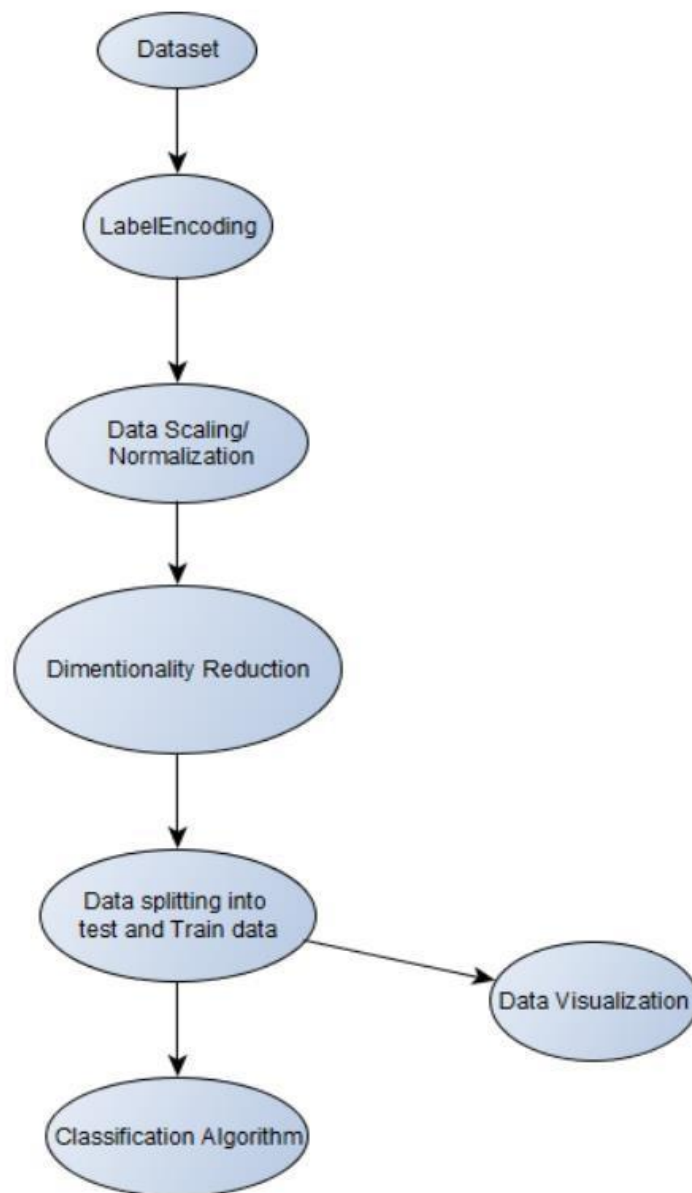 Dataset
LabelEncoding
Data Scaling/
Normalization
Dimentionality Reduction
Data splitting into
test and Train data
Data Visualization
Classification Algorithm